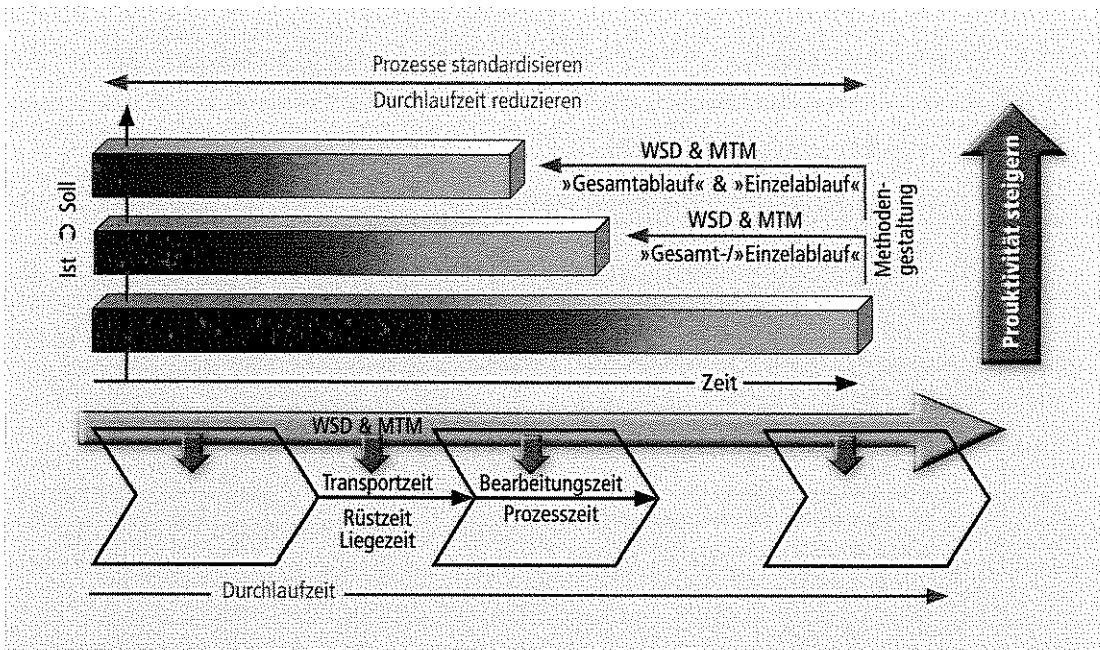 Prozesse standardisieren
Durchlaufzeit reduzieren
WSD & MTM
»Gesamtablauf« & »Einzelablauf«
WSD & MTM
»Gesamt-/»Einzelablauf«
Methoden-
gestaltung
Ist ⊃ Soll
Prouktivität steigern
Zeit
WSD & MTM
Transportzeit
Rüstzeit
Liegezeit
Bearbeitungszeit
Prozesszeit
Durchlaufzeit